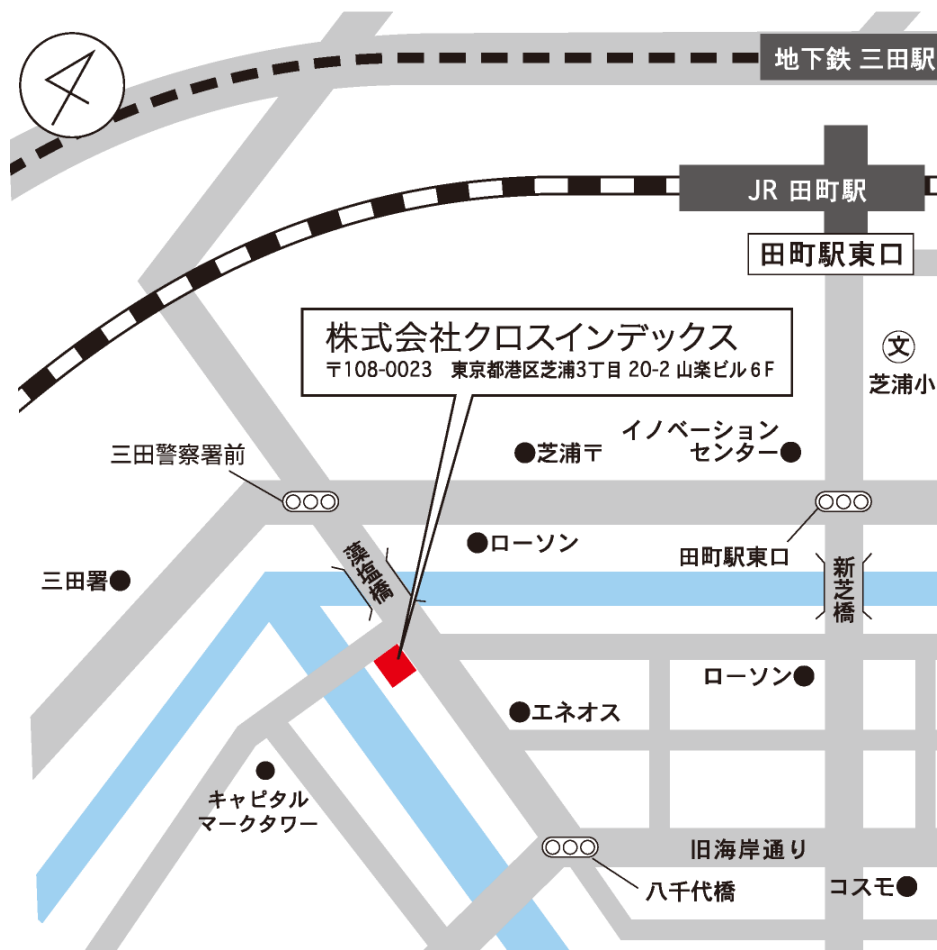 地下鉄 三田駅
JR 田町駅
田町駅東口
株式会社クロスインデックス
〒108-0023　東京都港区芝浦3丁目 20-2 山楽ビル 6F
文
芝浦小
イノベーション
センター
芝浦〒
三田警察署前
ローソン
田町駅東口
三田署
藻塩橋
新芝橋
ローソン
エネオス
キャピタル
マークタワー
旧海岸通り
八千代橋
コスモ